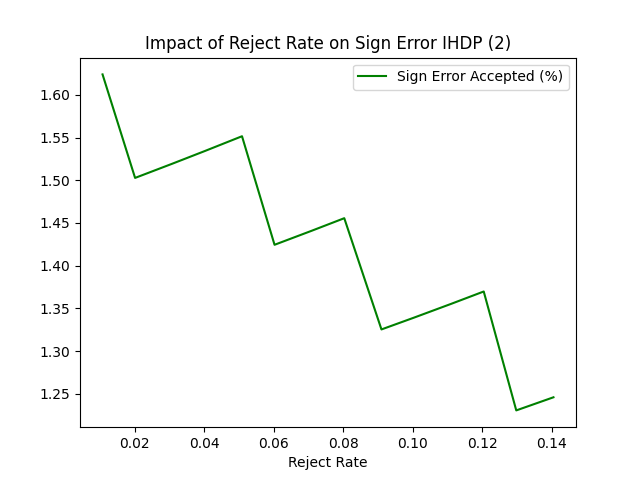 Impact of Reject Rate on Sign Error IHDP (2)
Sign Error Accepted (%)
1.60
1.55
1.50
1.45
1.40
1.35
1.30
1.25
0.02 0.04 0.06 0.08 0.10 0.12 0.14
Reject Rate